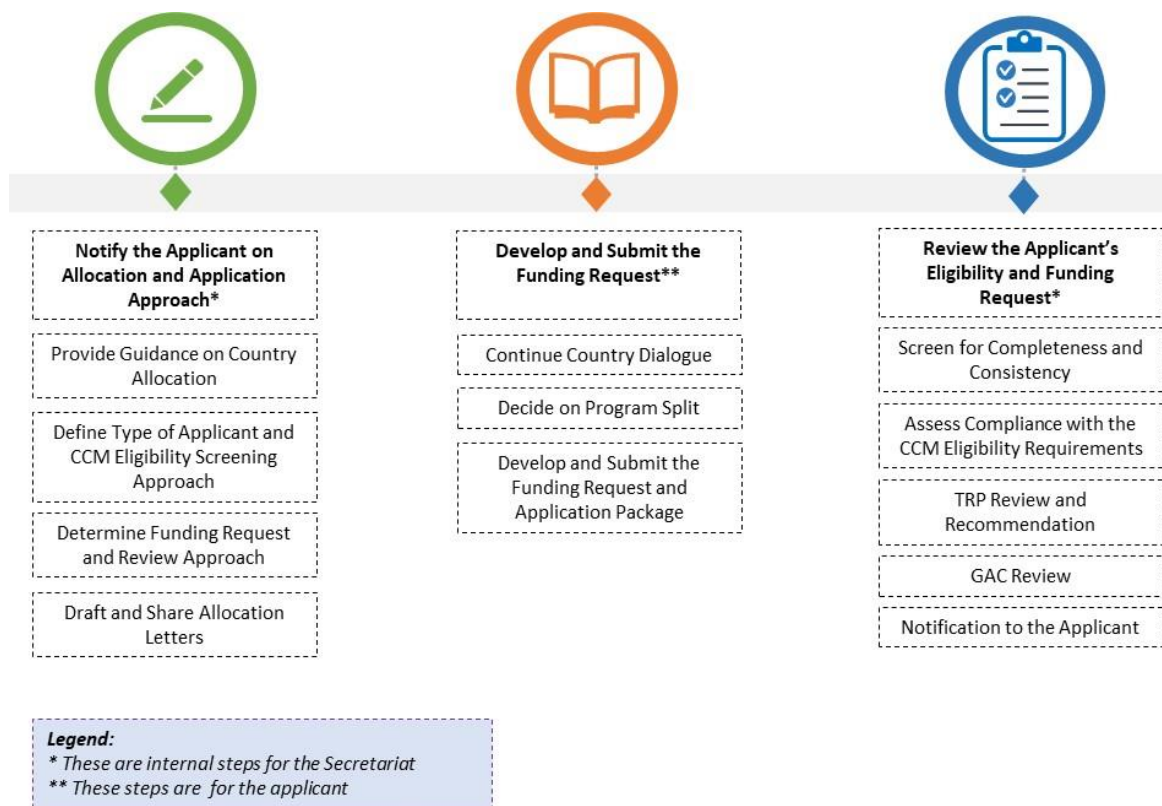 Notify the Applicant on
Allocation and Application
Approach*
Provide Guidance on Country
Allocation
Define Type of Applicant and
CCM Eligibility Screening
Approach
Determine Funding Request
and Review Approach
Draft and Share Allocation
Letters
Develop and Submit the
Funding Request**
Continue Country Dialogue
Decide on Program Split
Develop and Submit the
Funding Request and
Application Package
Review the Applicant's
Eligibility and Funding
Request*
Screen for Completeness and
Consistency
Assess Compliance with the
CCM Eligibility Requirements
TRP Review and
Recommendation
GAC Review
Notification to the Applicant
Legend:
* These are internal steps for the Secretariat
** These steps are for the applicant